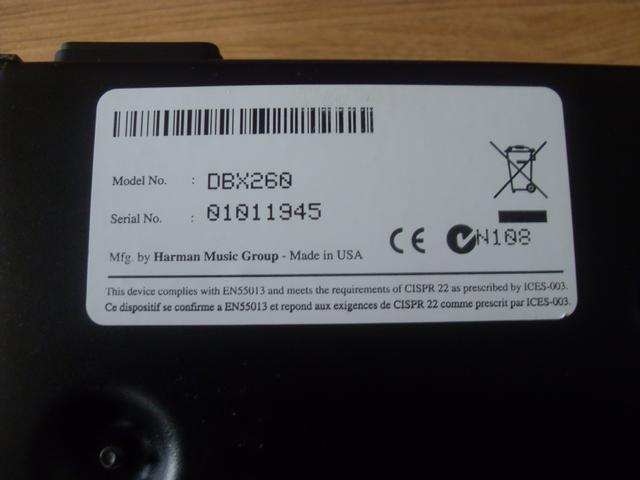 Model No. : DBX260
Serial No. : 01011945
Mfg. by Harman Music Group - Made in USA
CE N108
This device complies with EN55013 and meets the requirements of CISPR 22 as prescribed by ICES-003.
Ce dispositif se confirme a EN55013 et repond aux exigences de CISPR 22 comme prescrit par ICES-003.